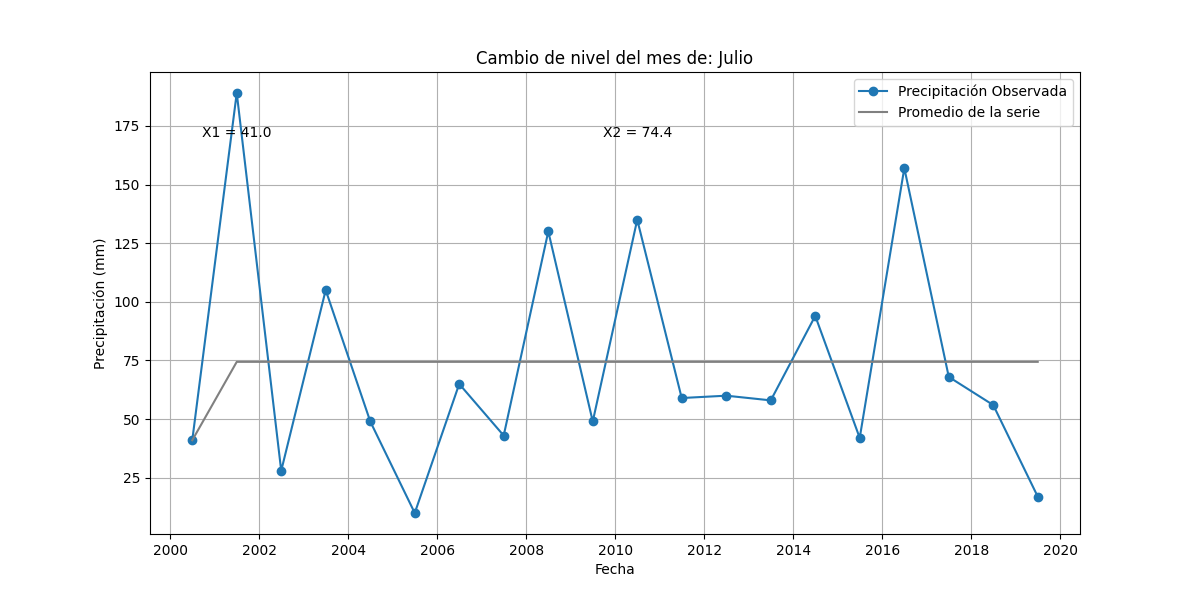 Cambio de nivel del mes de: Julio
Precipitación Observada
Promedio de la serie
X1 = 41.0
X2 = 74.4
Precipitación (mm)
175
150
125
100
75
50
25
2000 2002 2004 2006 2008 2010 2012 2014 2016 2018 2020
Fecha